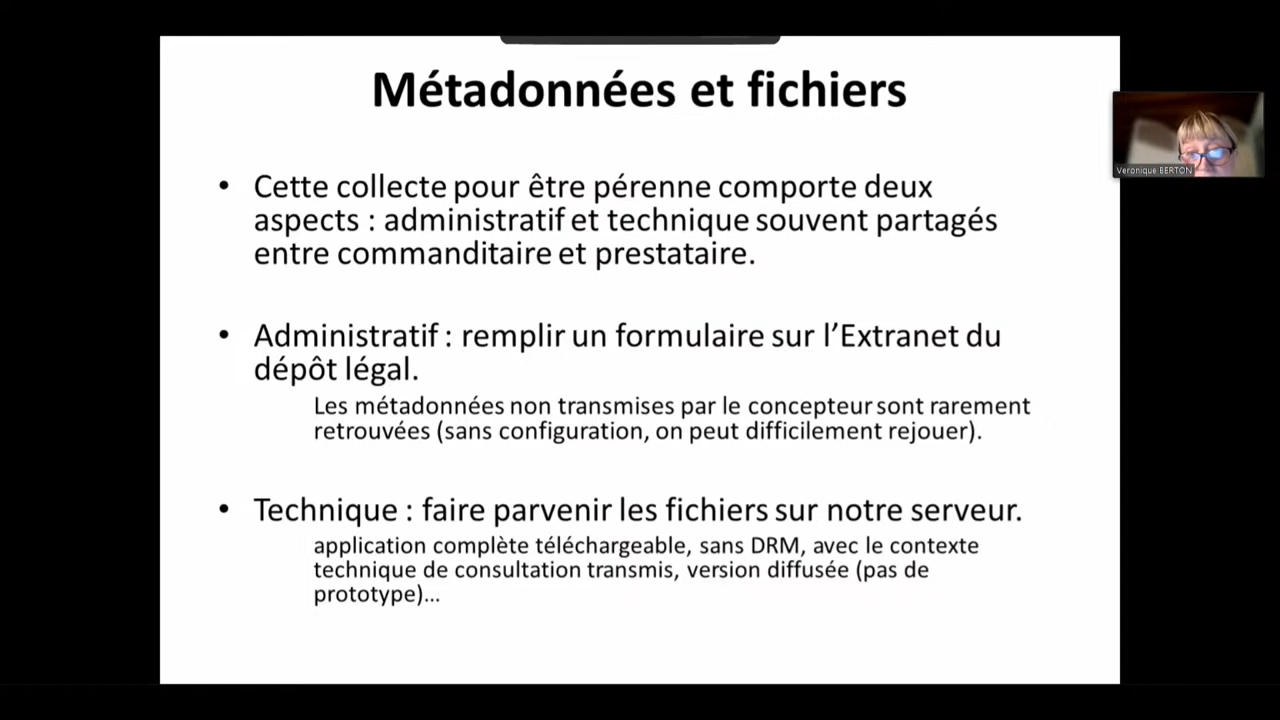 Métadonnées et fichiers
• Cette collecte pour être pérenne comporte deux
aspects : administratif et technique souvent partagés
entre commanditaire et prestataire.
• Administratif : remplir un formulaire sur l’Extranet du
dépôt légal.
Les métadonnées non transmises par le concepteur sont rarement
retrouvées (sans configuration, on peut difficilement rejouer).
• Technique : faire parvenir les fichiers sur notre serveur.
application complète téléchargeable, sans DRM, avec le contexte
technique de consultation transmis, version diffusée (pas de
prototype)…
Veronique BERTON